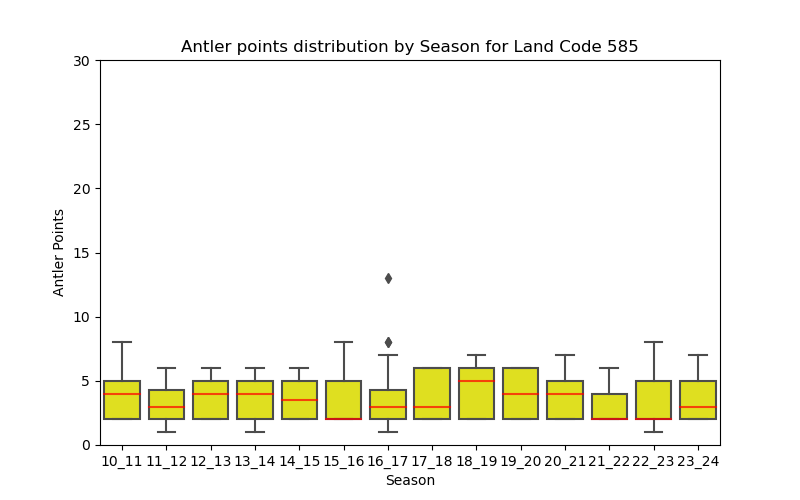 Antler points distribution by Season for Land Code 585
30
25
20
15
10
5
0
Antler Points
10_11 11_12 12_13 13_14 14_15 15_16 16_17 17_18 18_19 19_20 20_21 21_22 22_23 23_24
Season